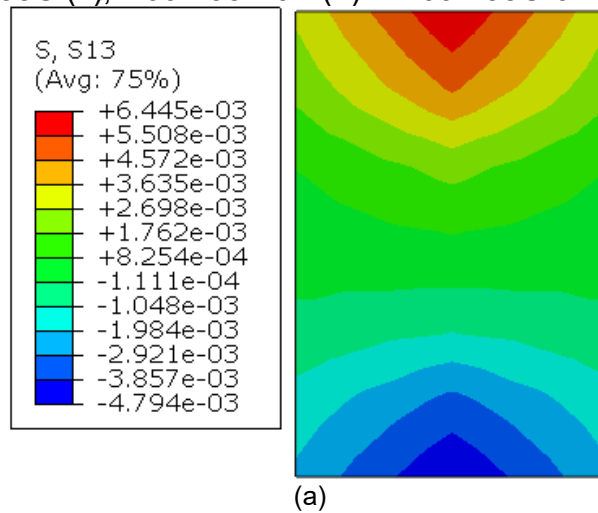 S, S13
(Avg: 75%)
+6.445e-03
+5.508e-03
+4.572e-03
+3.635e-03
+2.698e-03
+1.762e-03
+8.254e-04
-1.111e-04
-1.048e-03
-1.984e-03
-2.921e-03
-3.857e-03
-4.794e-03
(a)